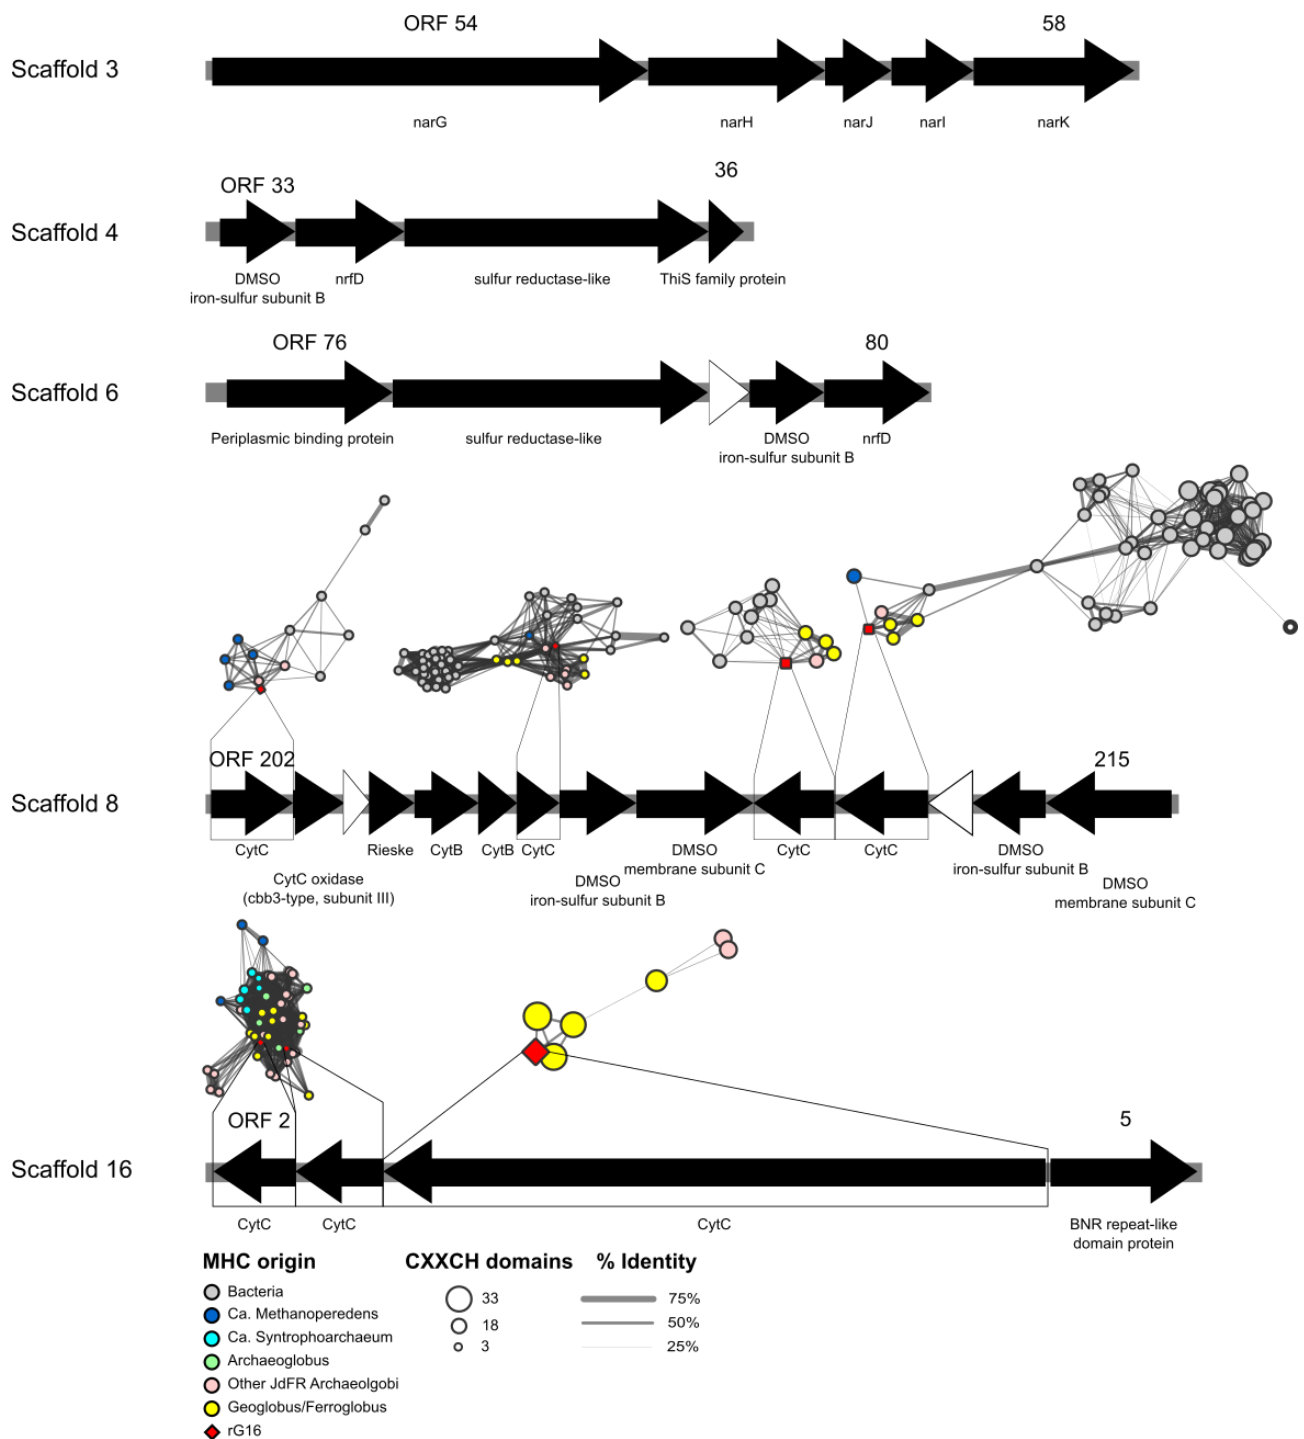 ORF 54 58
Scaffold 3
narG narH narJ narI narK
36
ORF 33
Scaffold 4
DMSO nrfD sulfur reductase-like ThiS family protein
iron-sulfur subunit B
ORF 76 80
Scaffold 6
Periplasmic binding protein sulfur reductase-like DMSO nrfD
iron-sulfur subunit B
ORF 202 215
Scaffold 8
CytC Rieske CytB CytB CytC DMSO CytC CytC DMSO
membrane subunit C iron-sulfur subunit B
CytC oxidase DMSO DMSO
(cbb3-type, subunit III) iron-sulfur subunit B membrane subunit C
ORF 2 5
Scaffold 16
CytC CytC CytC BNR repeat-like
domain protein
MHC origin CXXCH domains % Identity
Bacteria 33 75%
Ca. Methanoperedens 18 50%
Ca. Syntrophoarchaeum 3 25%
Archaeoglobus
Other JdFR Archaeolgobi
Geoglobus/Ferroglobus
rG16